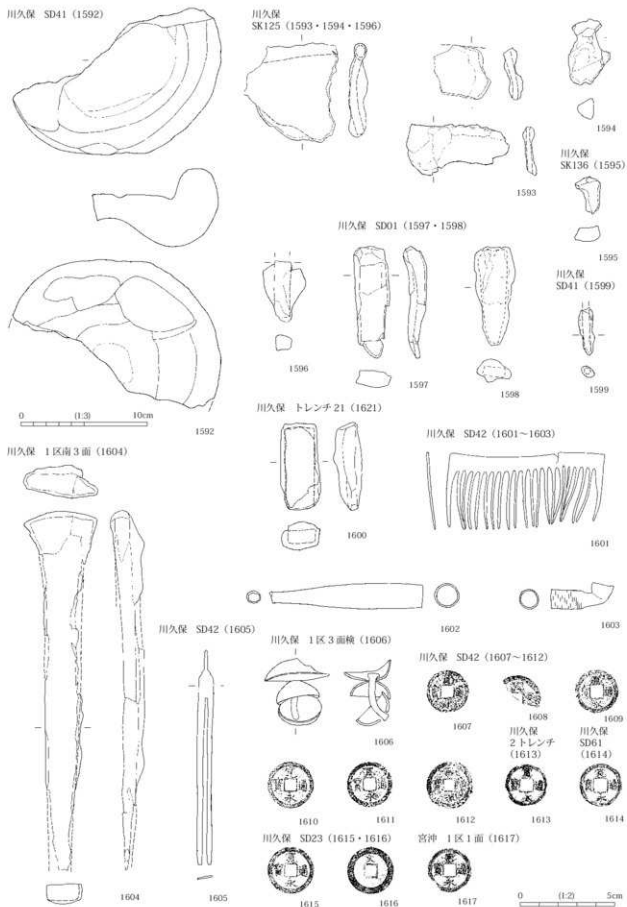 川久保 SD41 (1592)
川久保
SK125 (1593・1594・1596)
1594
1593
川久保
SK136 (1595)
1595
川久保 SD01 (1597・1598)
川久保
SD41 (1599)
1596
1597
1598
1599
0 (1:3) 10cm
1592
川久保 トレンチ 21 (1621)
川久保 SD42 (1601～1603)
川久保 1区南3面 (1604)
1600
1601
1602
1603
川久保 SD42 (1605)
川久保 1区3面検 (1606)
川久保 SD42 (1607～1612)
1606
1607
1608
1609
川久保
2トレンチ
(1613)
川久保
SD61
(1614)
1610
1611
1612
1613
1614
川久保 SD23 (1615・1616)
宮沖 1区1面 (1617)
1604
1605
1615
1616
1617
0 (1:2) 5cm